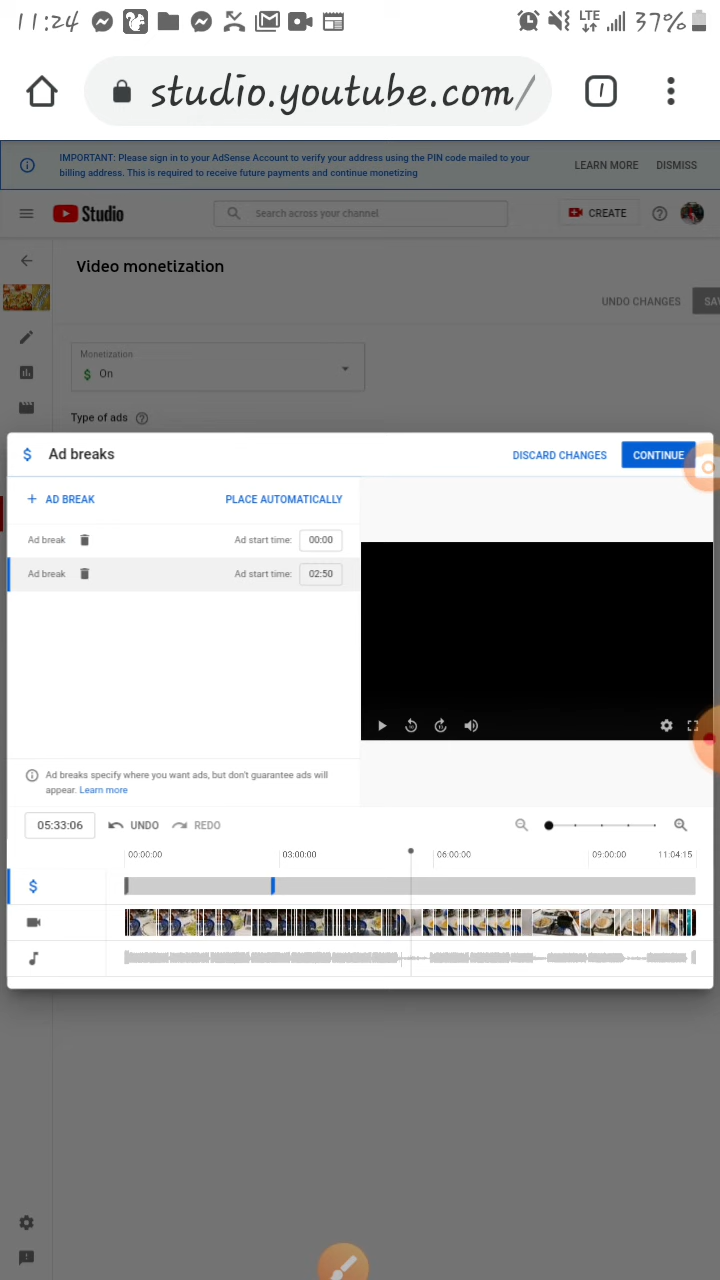 11:24
LTE
37%
studio.youtube.com/
1
IMPORTANT: Please sign in to your AdSense Account to verify your address using the PIN code mailed to your
billing address. This is required to receive future payments and continue monetizing
LEARN MORE
DISMISS
Studio
Search across your channel
CREATE
Video monetization
UNDO CHANGES
SA
Monetization
$ On
Type of ads
$ Ad breaks
DISCARD CHANGES
CONTINUE
+ AD BREAK
PLACE AUTOMATICALLY
Ad break
Ad start time:
00:00
Ad break
Ad start time:
02:50
Ad breaks specify where you want ads, but don't guarantee ads will
appear. Learn more
05:33:06
UNDO
REDO
00:00:00
03:00:00
06:00:00
09:00:00
11:04:15
$